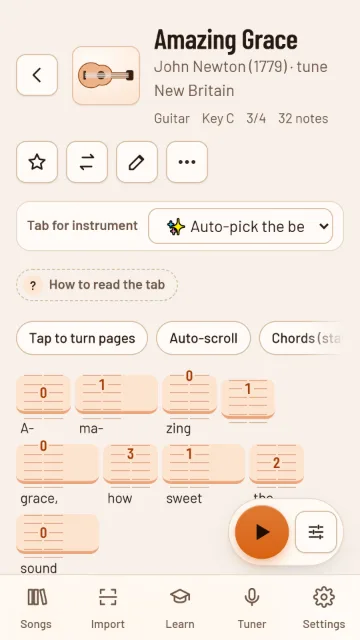 Amazing Grace
John Newton (1779) · tune
New Britain
Guitar Key C 3/4 32 notes
Tab for instrument ✨ Auto-pick the be
? How to read the tab
Tap to turn pages Auto-scroll Chords (sta
0 1 0 1
A- ma- zing
0 3 1 2
grace, how sweet the
0
sound
Songs Import Learn Tuner Settings